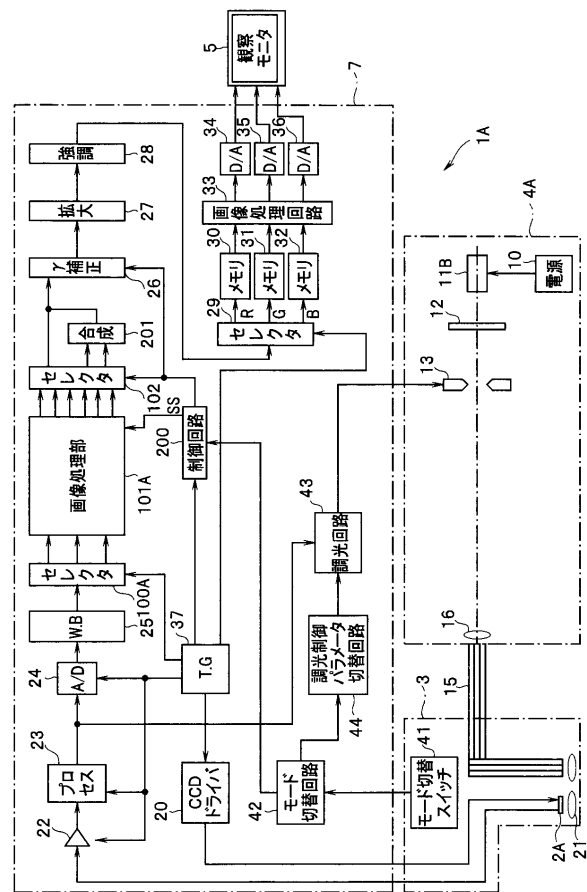 5
観察
モニタ
7
28
強調
27
拡大
26
γ補正
201
合成
102
セレクタ
画像処理部
101A
SS
200
制御回路
セレクタ
100A
W.B
25
24
A/D
23
プロセス
22
37
T.G
20
CCD
ドライバ
42
モード
切替回路
34
D/A
35
D/A
36
D/A
33
画像処理回路
30
メモリ
31
メモリ
32
メモリ
29
R
G
B
セレクタ
43
調光回路
調光制御
パラメータ
切替回路
44
1A
4A
11B
10
電源
12
13
16
15
3
41
モード切替
スイッチ
2A
21